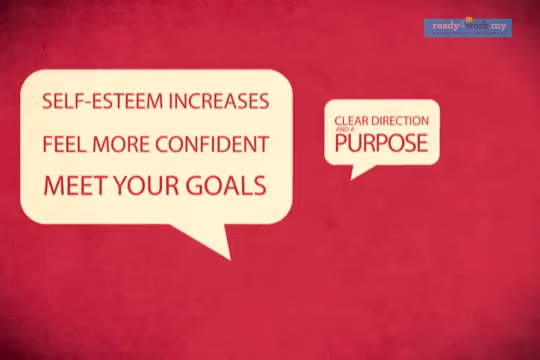 ready4work.my
SELF-ESTEEM INCREASES
FEEL MORE CONFIDENT
MEET YOUR GOALS
CLEAR DIRECTION
AND A
PURPOSE